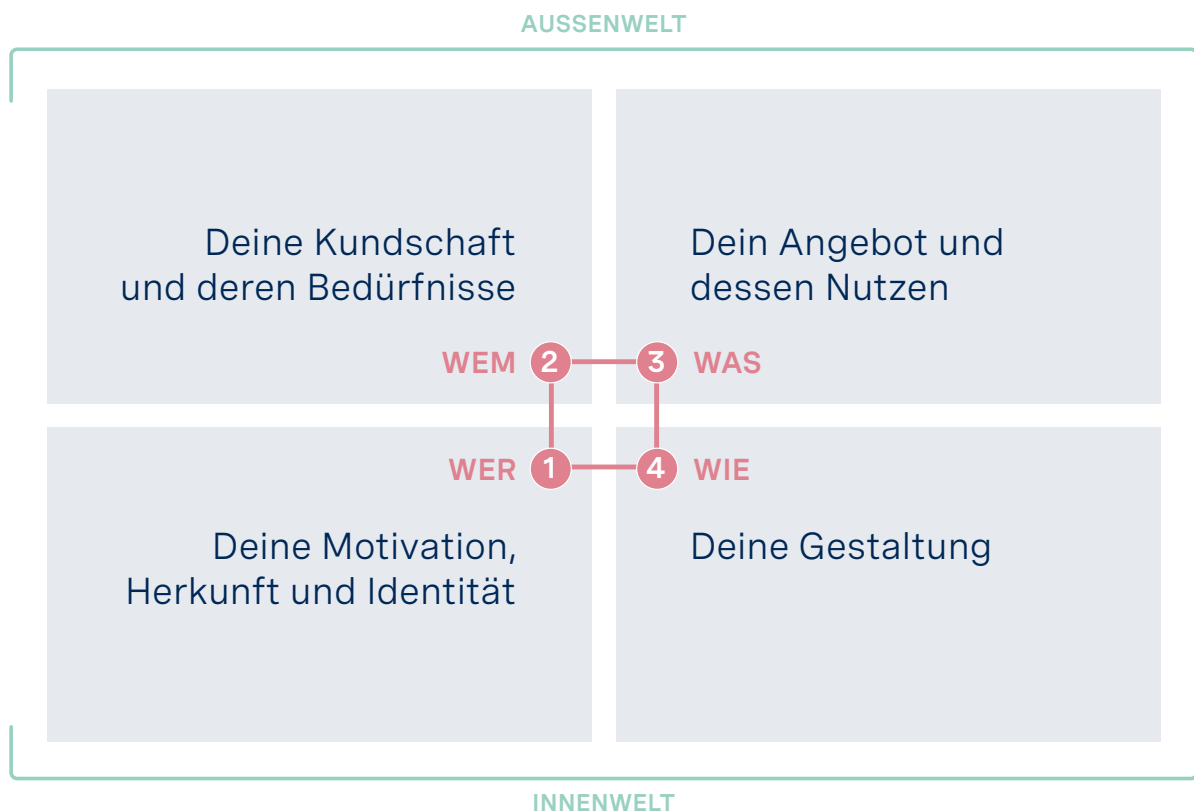 AUSSENWELT
Deine Kundschaft
und deren Bedürfnisse
WEM 2
Dein Angebot und
dessen Nutzen
3 WAS
WER 1
Deine Motivation,
Herkunft und Identität
4 WIE
Deine Gestaltung
INNENWELT